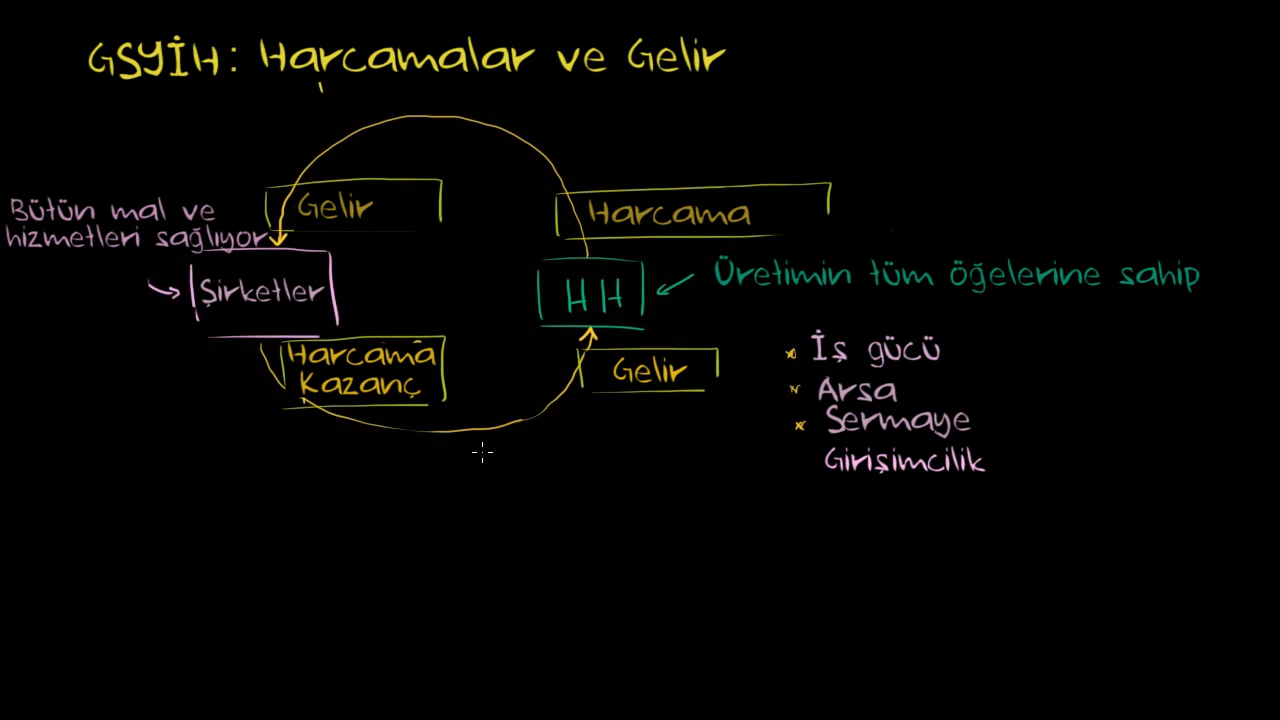 GSYİH: Harcamalar ve Gelir
Bütün mal ve
hizmetleri sağlıyor
Gelir
Harcama
Şirketler
HH
Üretimin tüm öğelerine sahip
Harcama
Kazanç
Gelir
İş gücü
Arsa
Sermaye
Girişimcilik